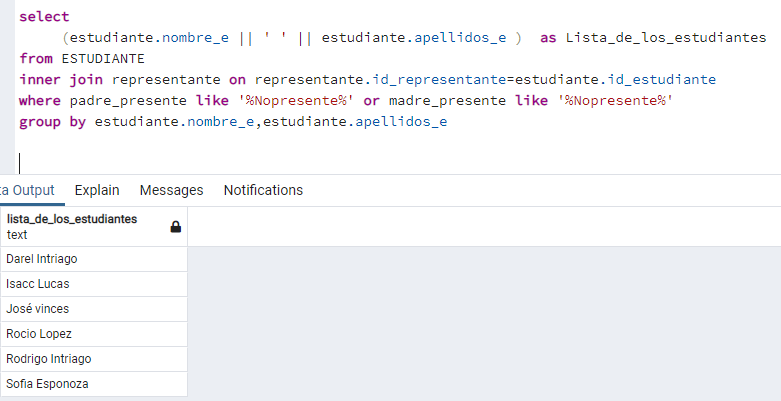 select
(estudiante.nombre_e || ' ' || estudiante.apellidos_e )  as Lista_de_los_estudiantes
from ESTUDIANTE
inner join representante on representante.id_representante=estudiante.id_estudiante
where padre_presente like '%Nopresente%' or madre_presente like '%Nopresente%'
group by estudiante.nombre_e,estudiante.apellidos_e
ta Output Explain Messages Notifications
lista_de_los_estudiantes
text
Darel Intriago
Isacc Lucas
José vinces
Rocio Lopez
Rodrigo Intriago
Sofia Esponoza